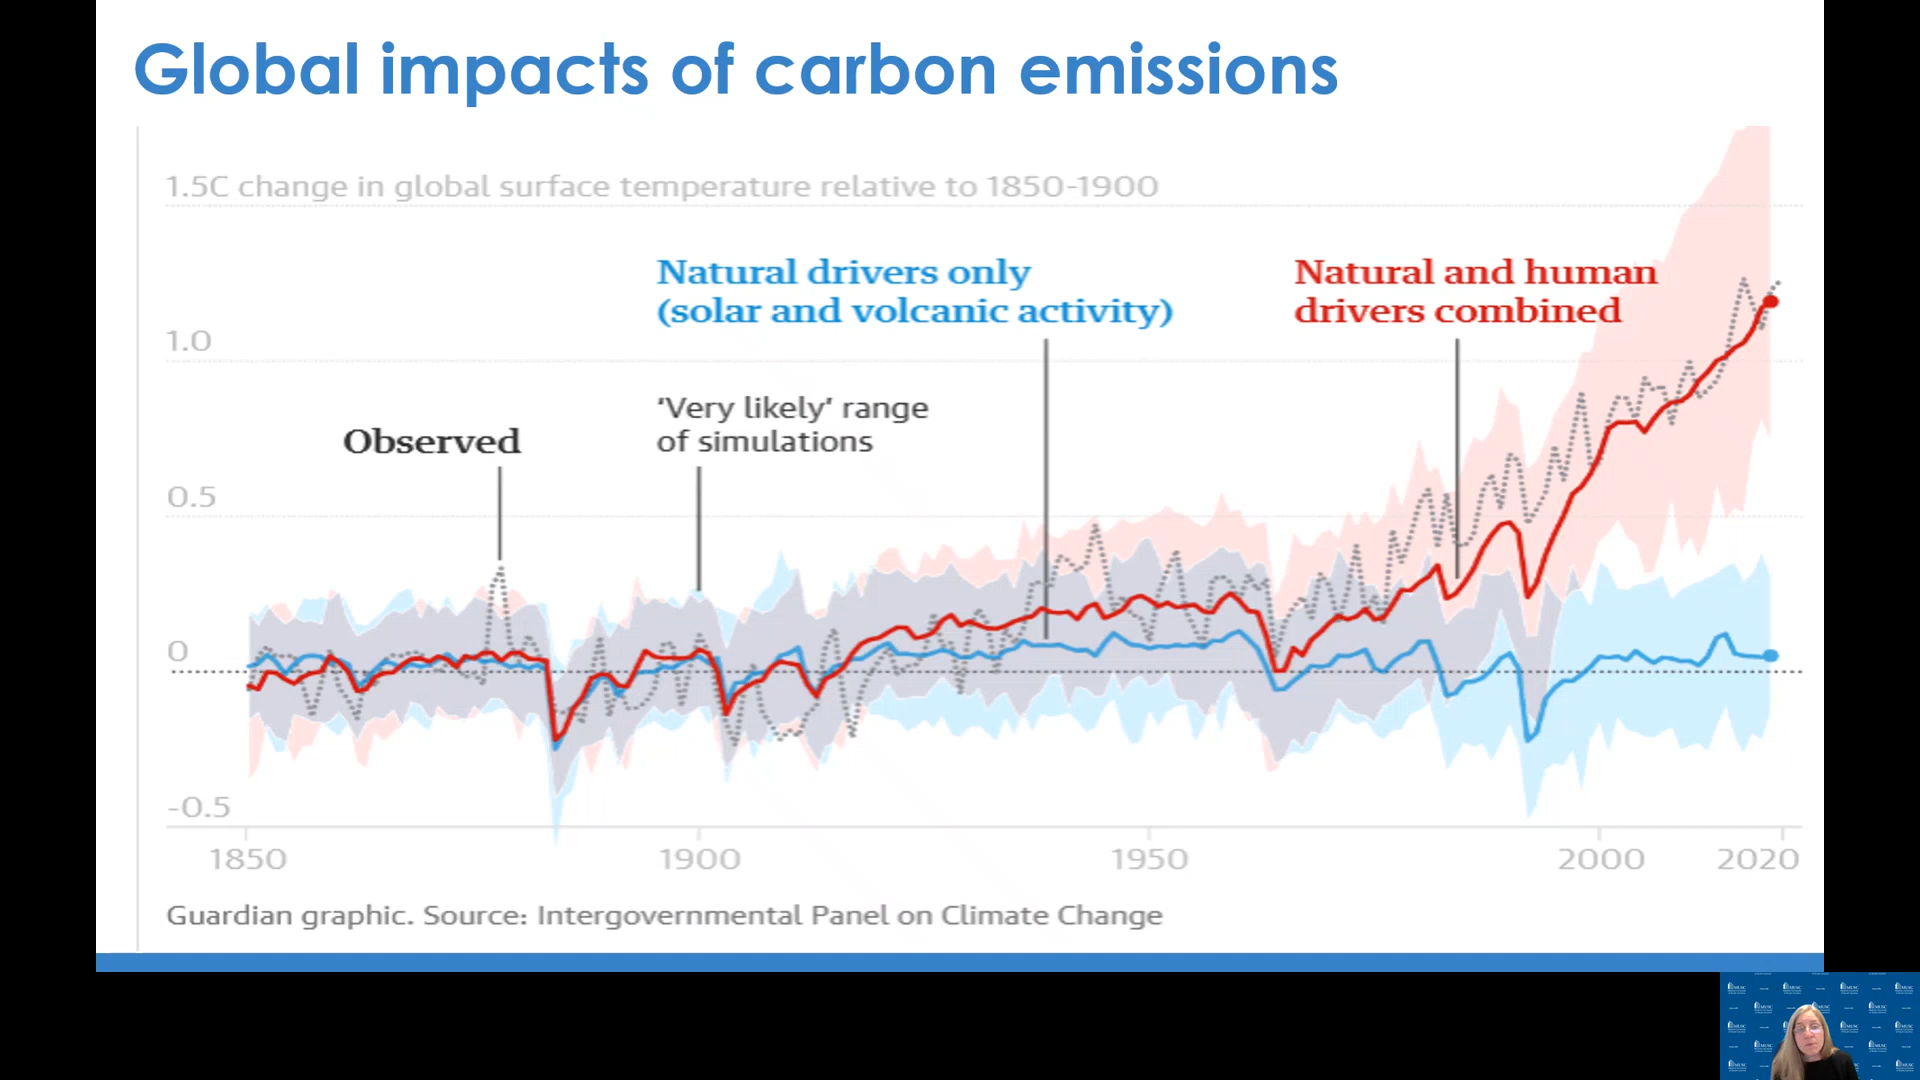 Global impacts of carbon emissions
1.5C change in global surface temperature relative to 1850-1900
Natural drivers only
(solar and volcanic activity)
Natural and human
drivers combined
1.0
'Very likely' range
of simulations
Observed
0.5
0
-0.5
1850
1900
1950
2000
2020
Guardian graphic. Source: Intergovernmental Panel on Climate Change
MUSC